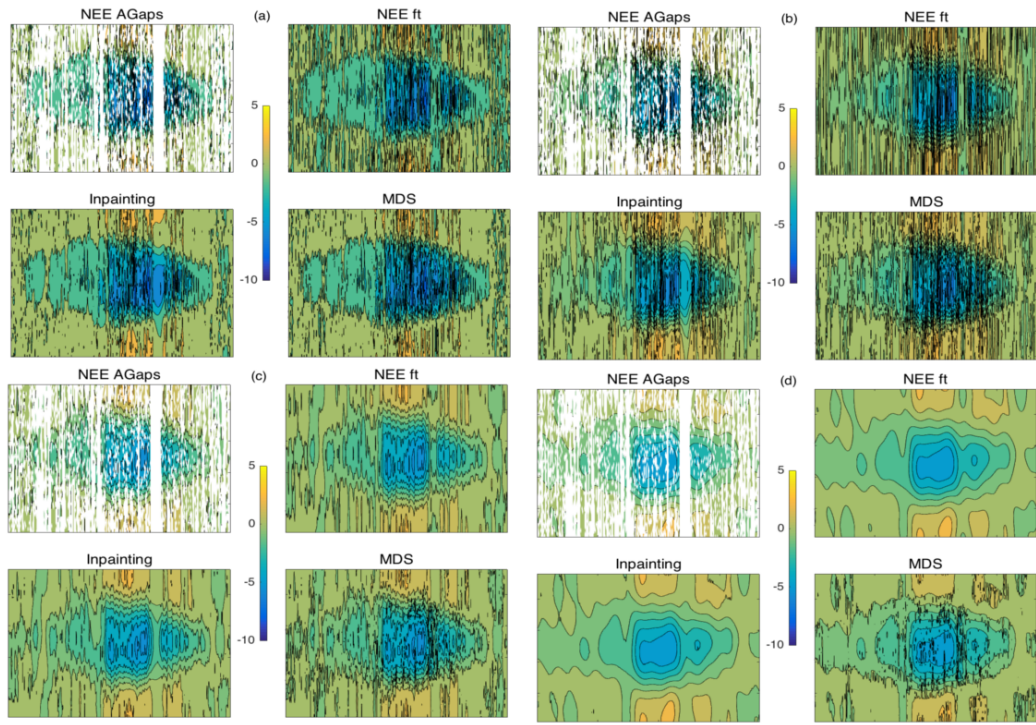 NEE AGaps (a) NEE ft
5
0
-5
-10
Inpainting MDS
NEE AGaps (b) NEE ft
5
0
-5
-10
Inpainting MDS
NEE AGaps (c) NEE ft
5
0
-5
-10
Inpainting MDS
NEE AGaps (d) NEE ft
5
0
-5
-10
Inpainting MDS